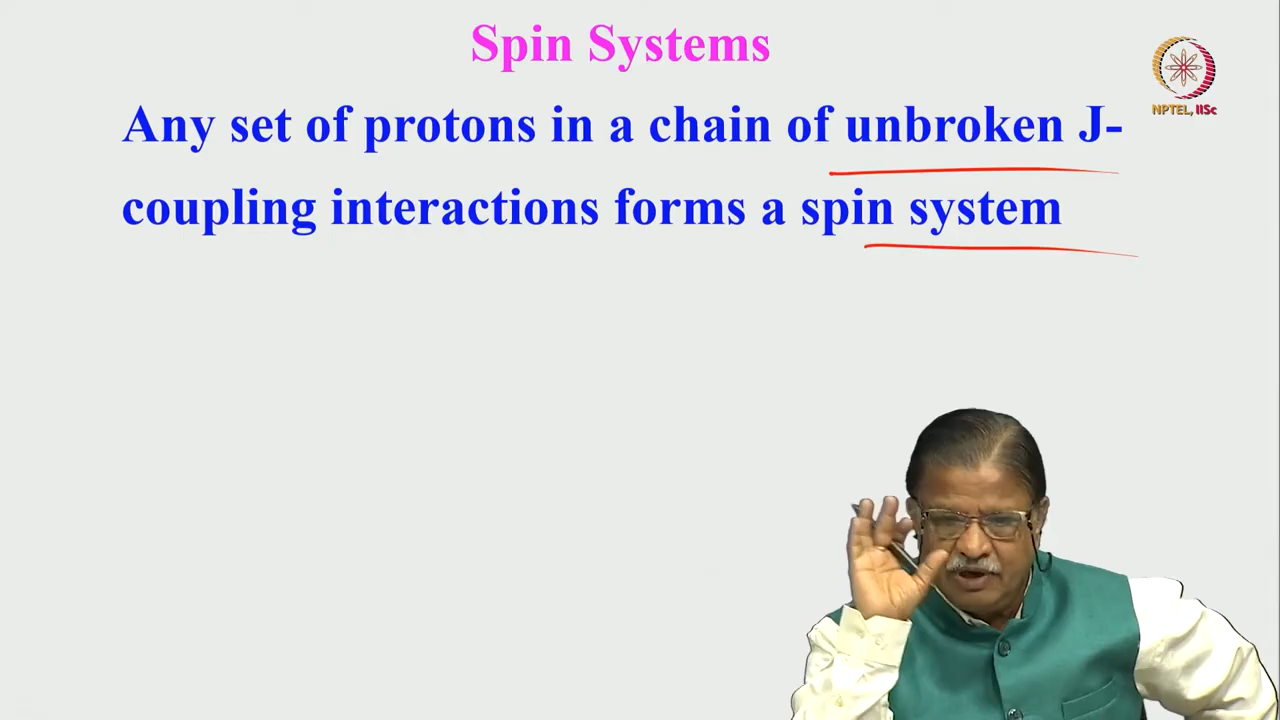 Spin Systems
Any set of protons in a chain of unbroken J-
coupling interactions forms a spin system
NPTEL, IISc